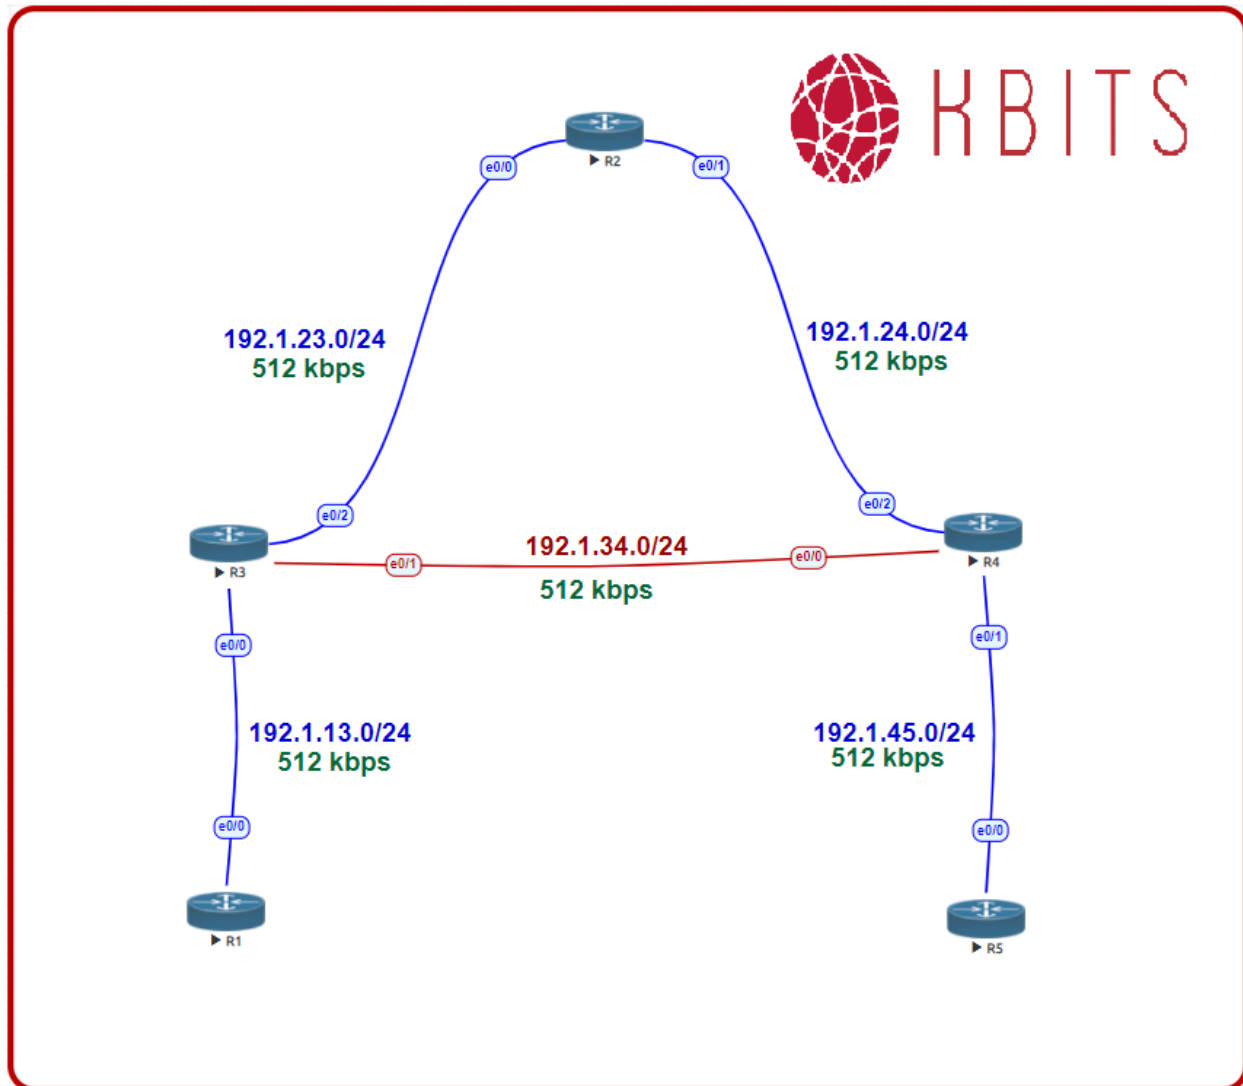 KBITS
R2
e0/0
e0/1
192.1.23.0/24
512 kbps
192.1.24.0/24
512 kbps
e0/2
e0/2
R3
e0/1
192.1.34.0/24
512 kbps
e0/0
R4
e0/0
e0/1
192.1.13.0/24
512 kbps
192.1.45.0/24
512 kbps
e0/0
e0/0
R1
R5